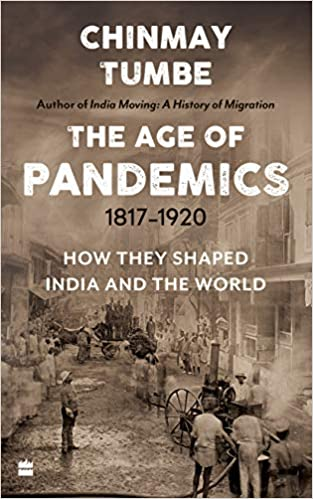 CHINMAY
TUMBE
Author of India Moving: A History of Migration
THE AGE OF
PANDEMICS
1817–1920
HOW THEY SHAPED
INDIA AND THE WORLD